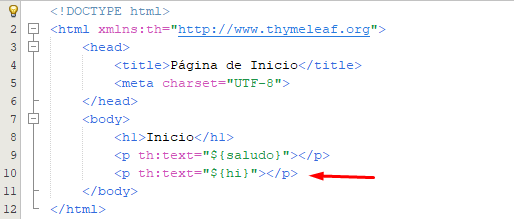 <!DOCTYPE html>
2 <html xmlns:th="http://www.thymeleaf.org">
3 <head>
4 <title>Página de Inicio</title>
5 <meta charset="UTF-8">
6 </head>
7 <body>
8 <h1>Inicio</h1>
9 <p th:text="${saludo}"></p>
10 <p th:text="${hi}"></p>
11 </body>
12 </html>